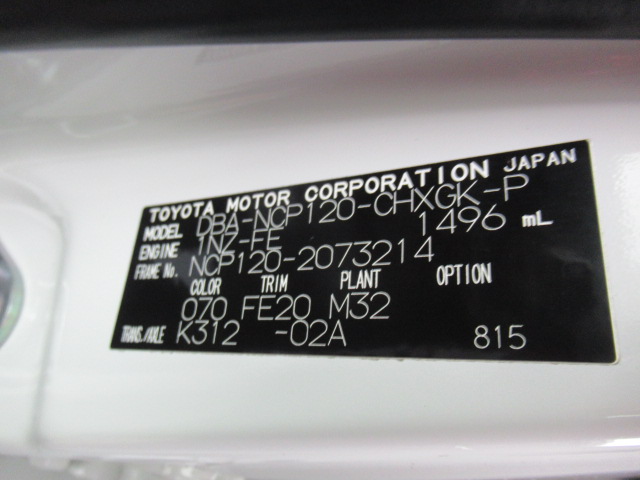 TOYOTA MOTOR CORPORATION JAPAN
MODEL DBA-NCP120-CHXGK-P
ENGINE 1NZ-FE 1496 mL
FRAME No. NCP120-2073214
COLOR TRIM PLANT OPTION
070 FE20 M32
TRANS./AXLE K312 -02A 815